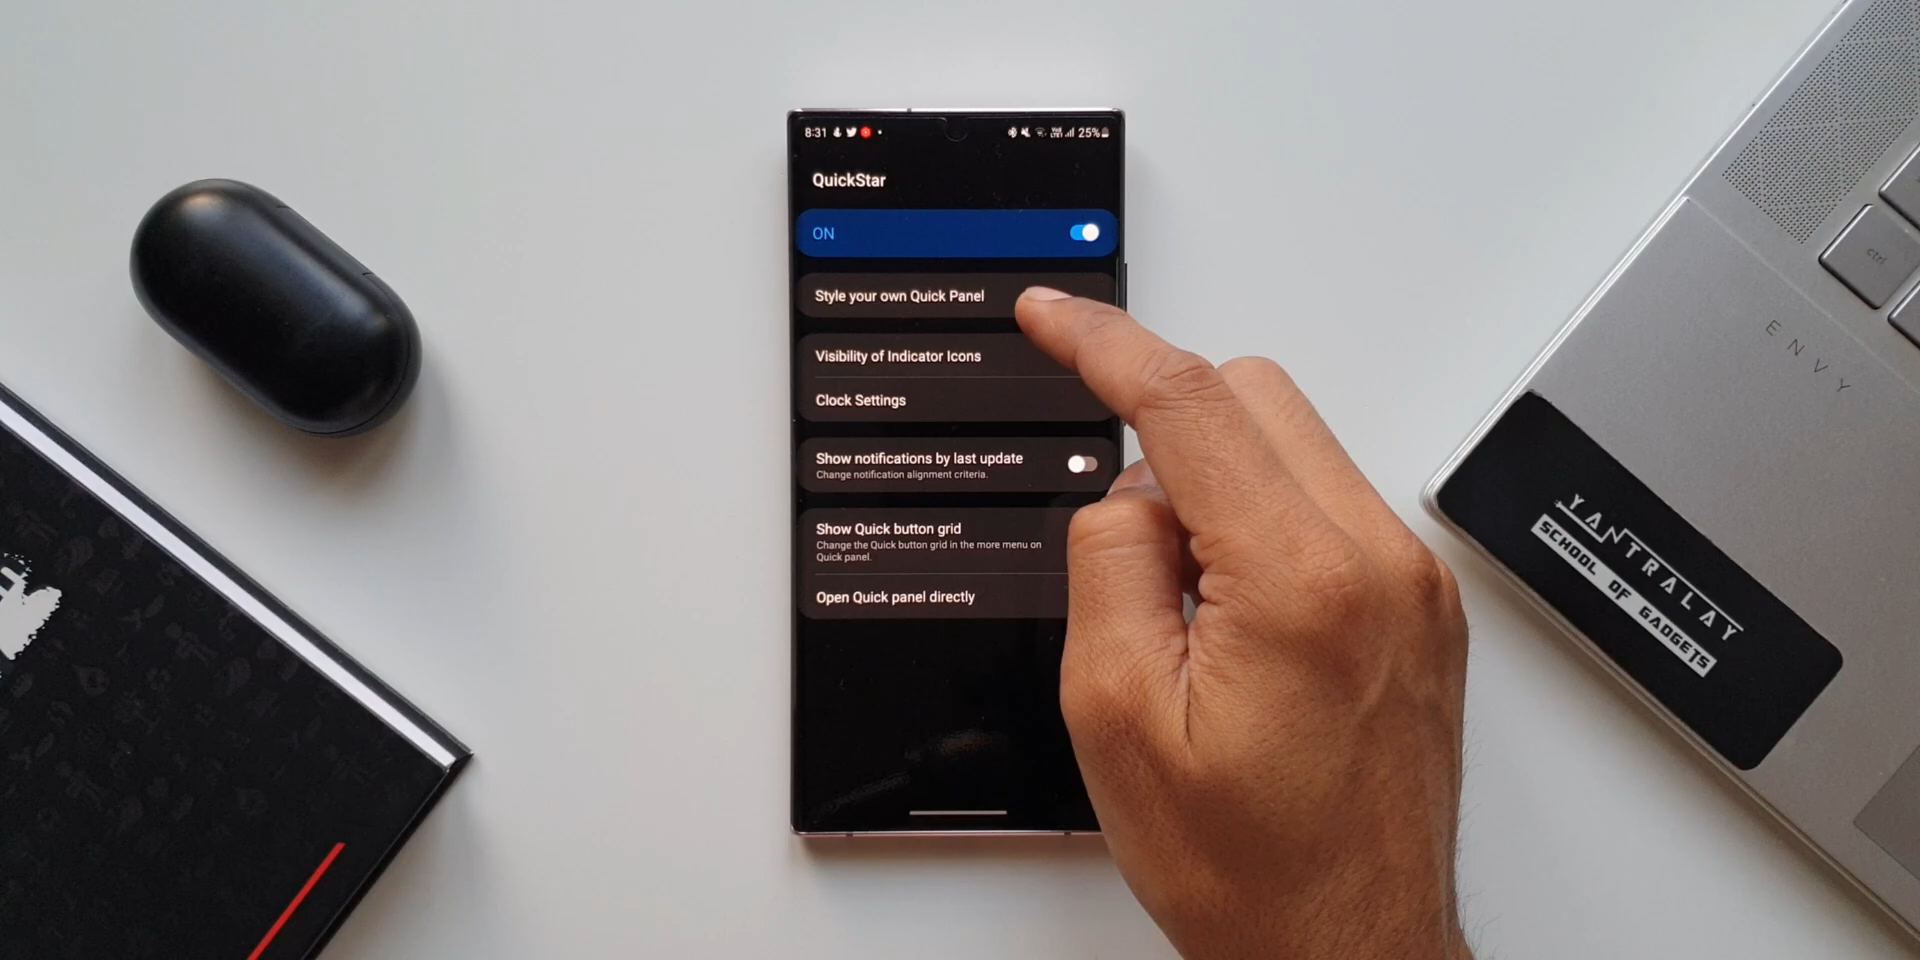 8:31
25%
QuickStar
ON
Style your own Quick Panel
Visibility of Indicator Icons
Clock Settings
Show notifications by last update
Change notification alignment criteria.
Show Quick button grid
Change the Quick button grid in the more menu on
Quick panel.
Open Quick panel directly
ctrl
ENVY
YANTRALAY
SCHOOL OF GADGETS